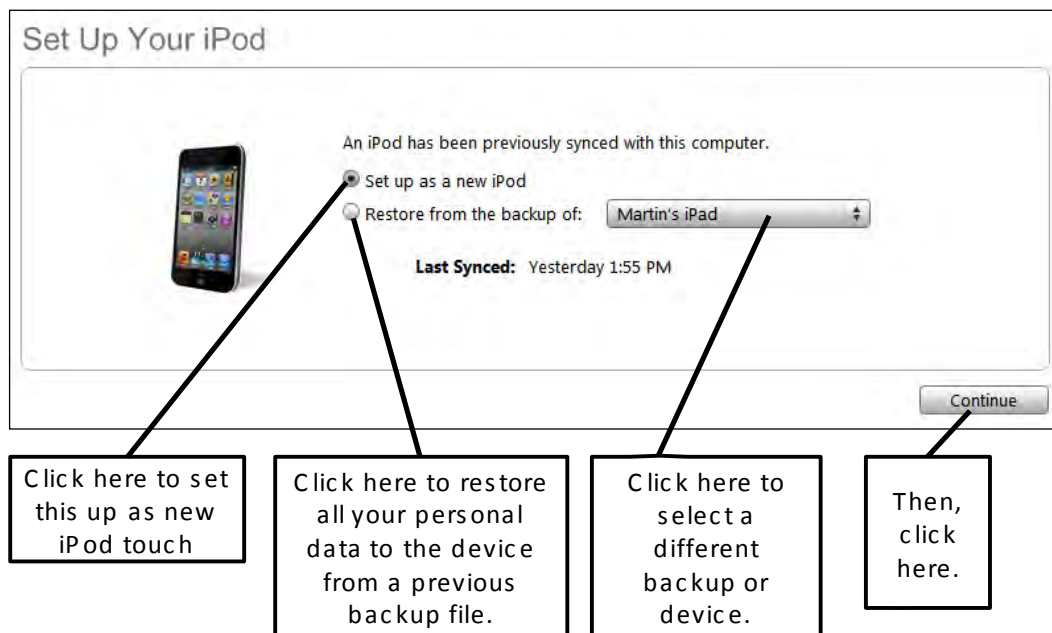 Set Up Your iPod
An iPod has been previously synced with this computer.
Set up as a new iPod
Restore from the backup of: Martin's iPad
Last Synced: Yesterday 1:55 PM
Continue
Click here to set
this up as new
iPod touch
Click here to restore
all your personal
data to the device
from a previous
backup file.
Click here to
select a
different
backup or
device.
Then,
click
here.